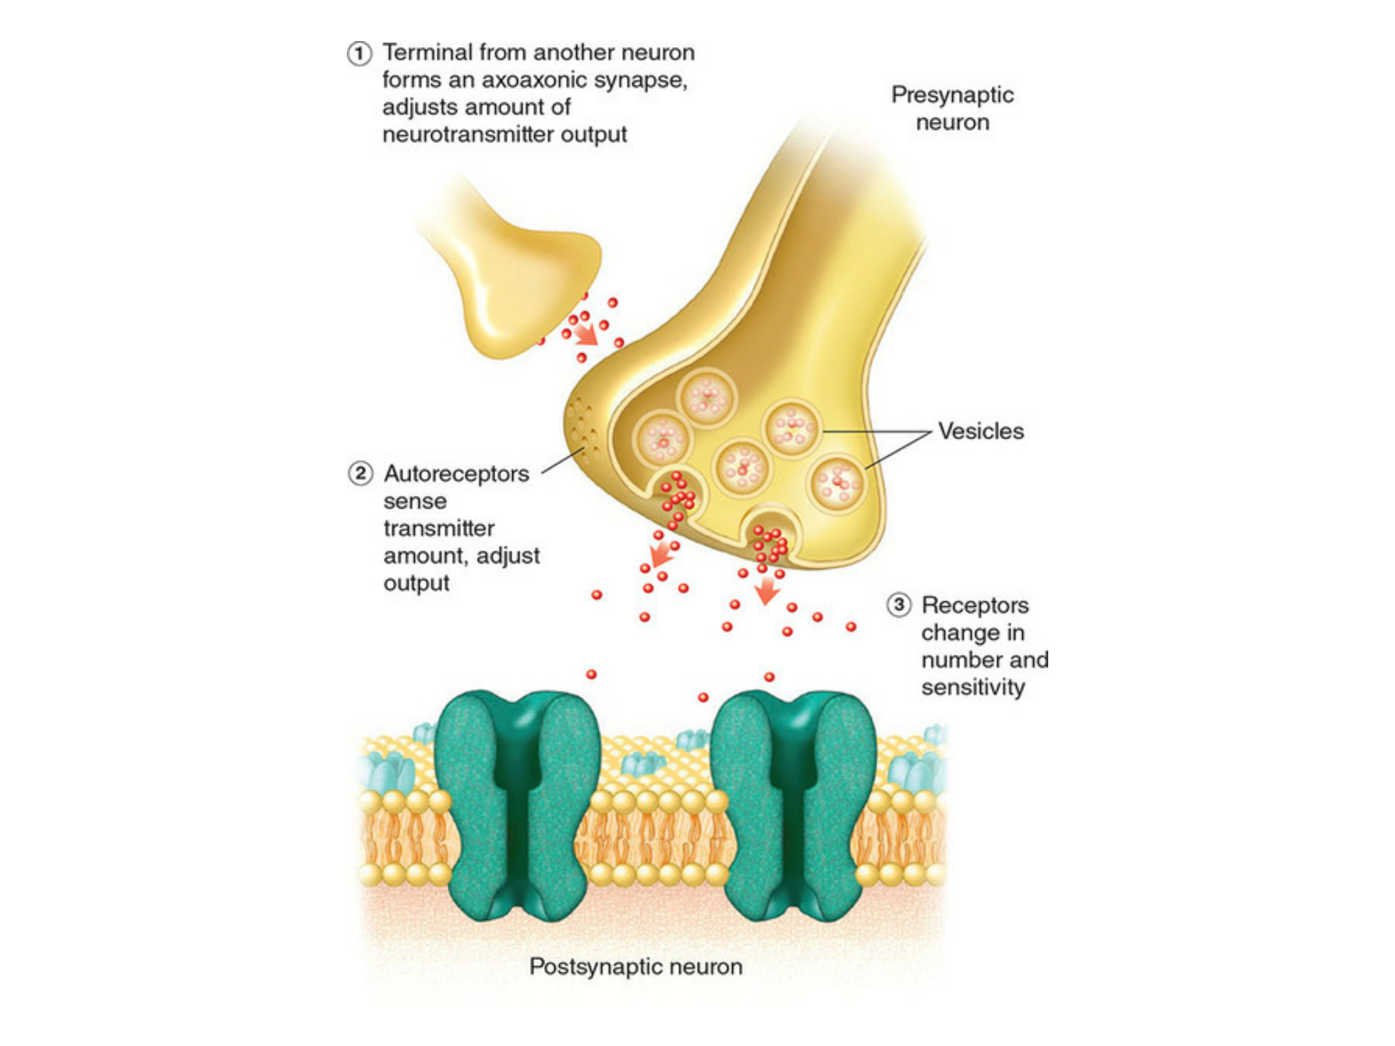 ① Terminal from another neuron
forms an axoaxonic synapse,
adjusts amount of
neurotransmitter output
Presynaptic
neuron
Vesicles
② Autoreceptors
sense
transmitter
amount, adjust
output
③ Receptors
change in
number and
sensitivity
Postsynaptic neuron